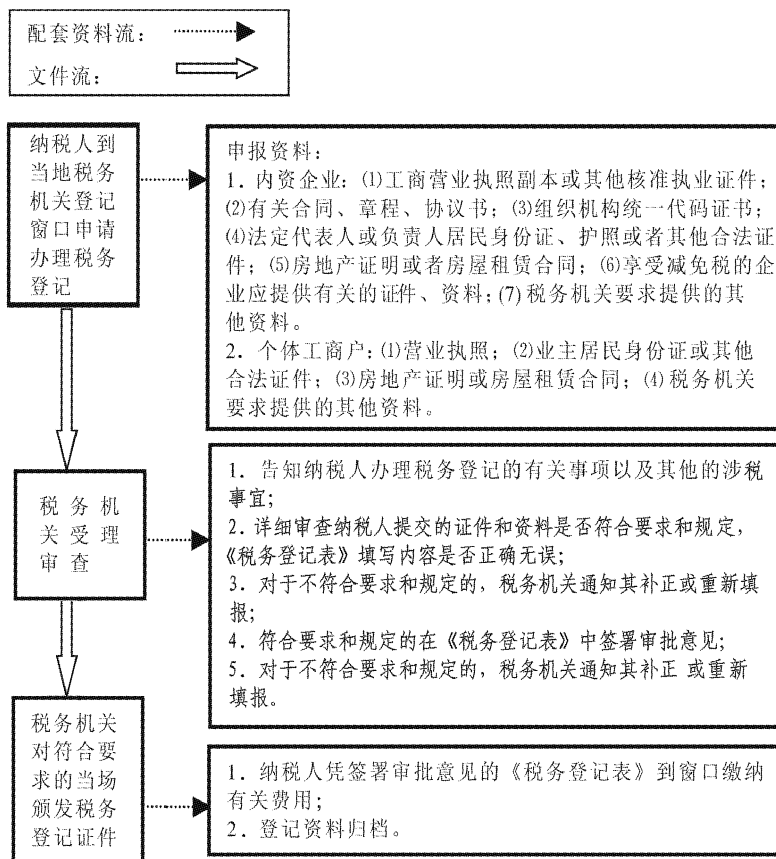 配套资料流：
文件流：
纳税人到
当地税务
机关登记
窗口申请
办理税务
登记
申报资料：
1．内资企业：⑴工商营业执照副本或其他核准执业证件；
⑵有关合同、章程、协议书；⑶组织机构统一代码证书；
⑷法定代表人或负责人居民身份证、护照或者其他合法证
件；⑸房地产证明或者房屋租赁合同；⑹享受减免税的企
业应提供有关的证件、资料；(7) 税务机关要求提供的其
他资料。
2．个体工商户：⑴营业执照；⑵业主居民身份证或其他
合法证件；⑶房地产证明或房屋租赁合同；⑷ 税务机关
要求提供的其他资料。
税 务 机
关 受 理
审 查
1．告知纳税人办理税务登记的有关事项以及其他的涉税
事宜；
2．详细审查纳税人提交的证件和资料是否符合要求和规定，
《税务登记表》填写内容是否正确无误；
3．对于不符合要求和规定的，税务机关通知其补正或重新填
报；
4．符合要求和规定的在《税务登记表》中签署审批意见；
5．对于不符合要求和规定的，税务机关通知其补正 或重新
填报。
税务机关
对符合要
求的当场
颁发税务
登记证件
1．纳税人凭签署审批意见的《税务登记表》到窗口缴纳
有关费用；
2．登记资料归档。